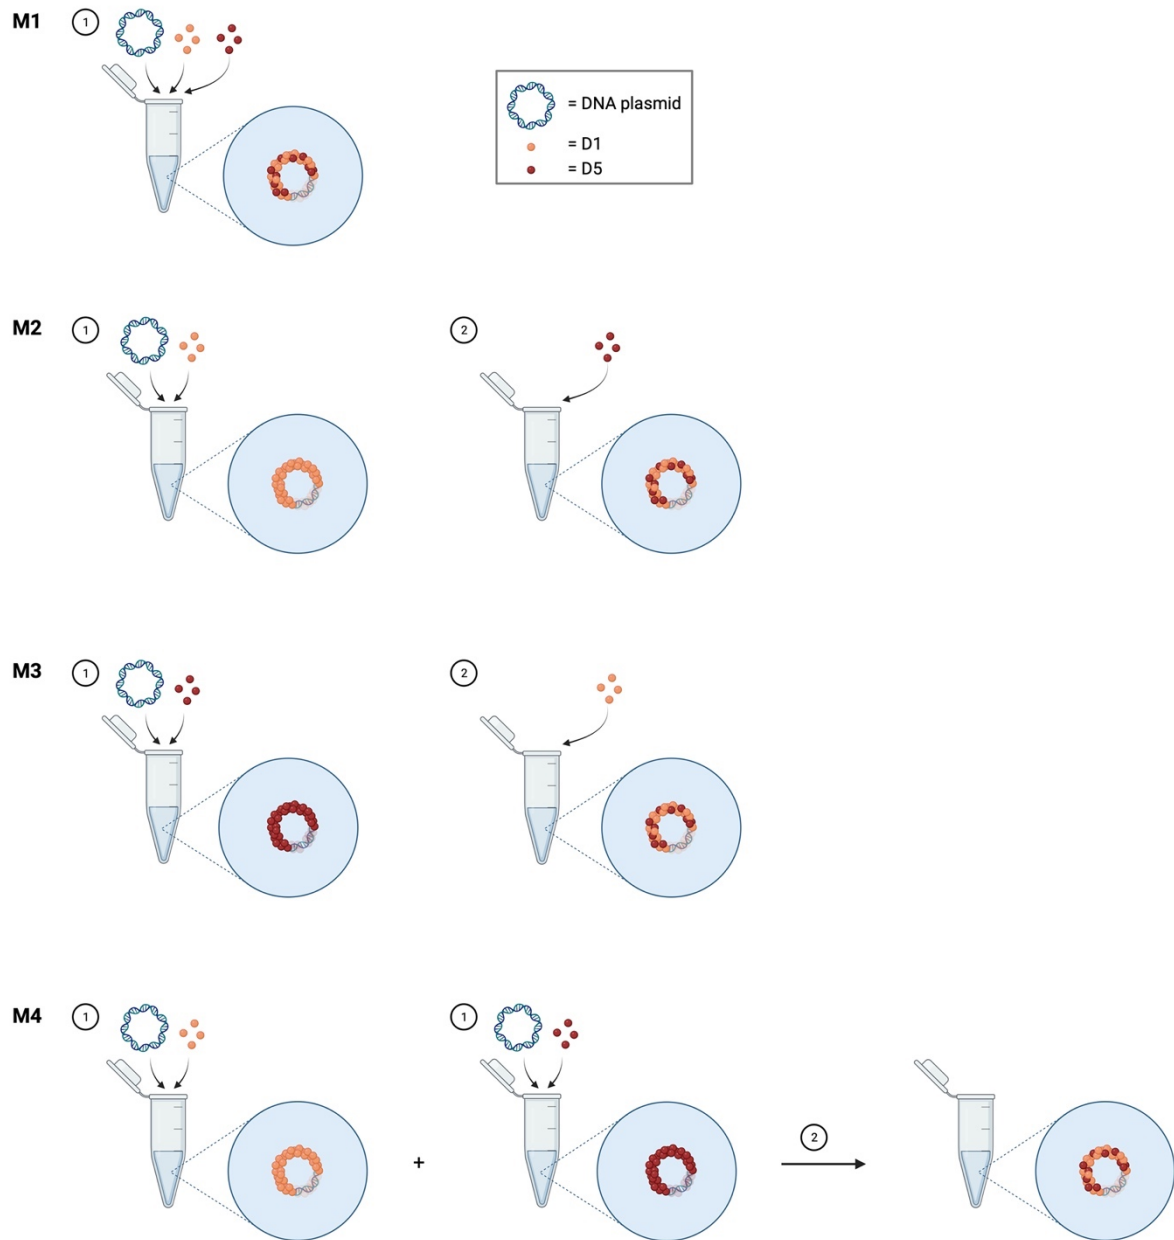 M1 1
= DNA plasmid
= D1
= D5
M2 1 2
M3 1 2
M4 1 1
+ 2